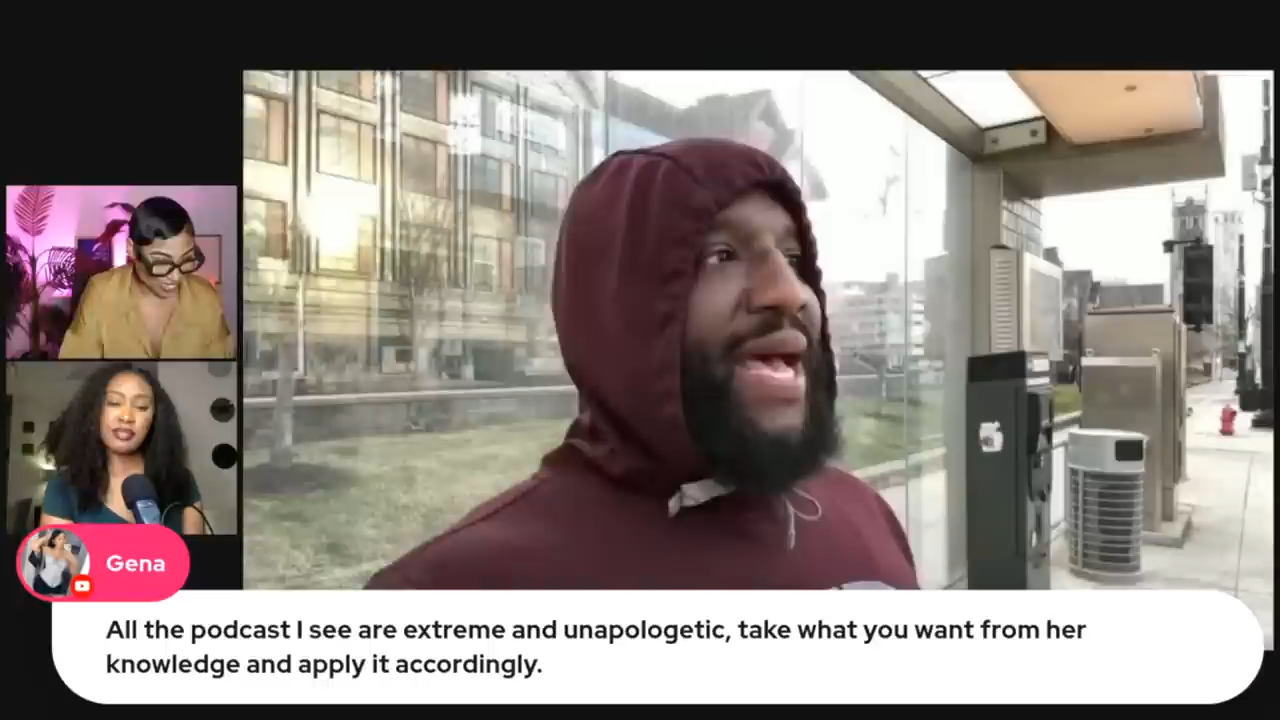 Gena
All the podcast I see are extreme and unapologetic, take what you want from her
knowledge and apply it accordingly.